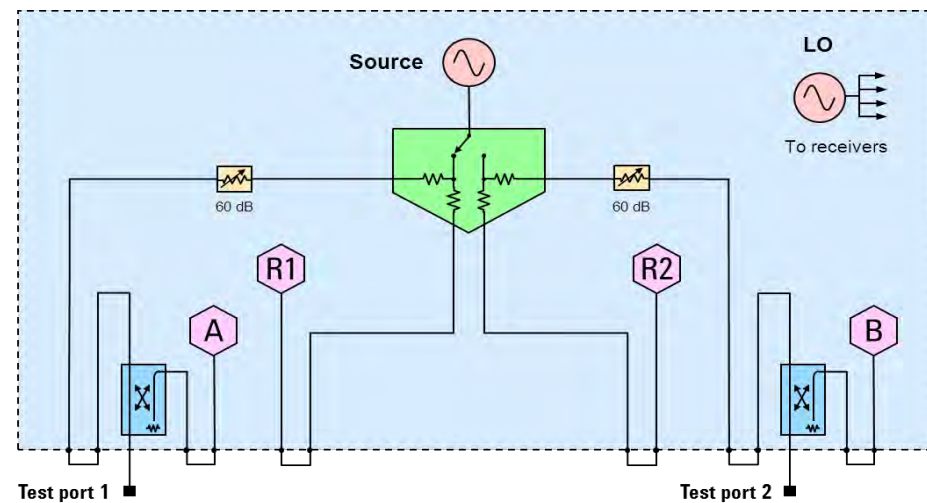 Source
LO
To receivers
60 dB
60 dB
R1
R2
A
B
Test port 1
Test port 2